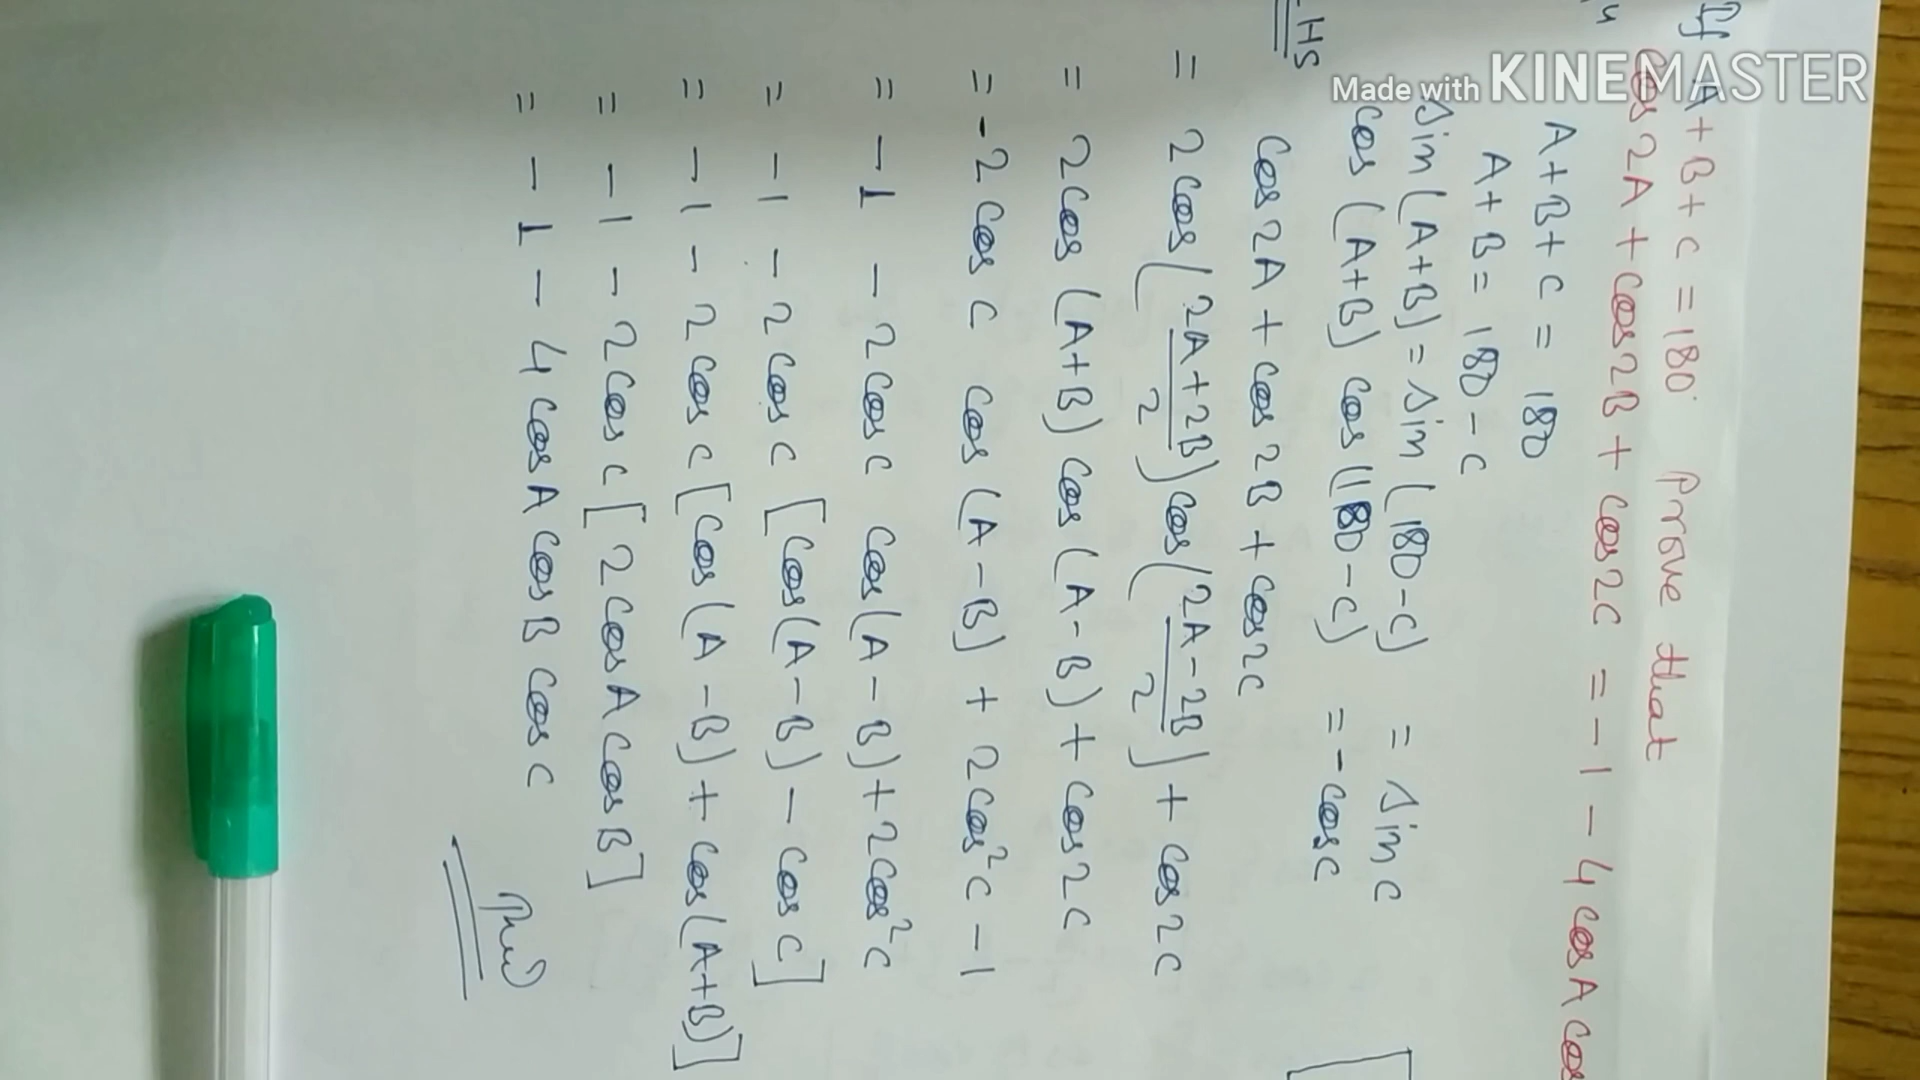 If A+B+C = 180° Prove that
cos2A + cos2B + cos2C = -1 - 4cosA cos
A+B+C = 180
A+B = 180-C
sin(A+B) = sin(180-C) = sinC
cos(A+B) cos(180-C) = -cosC
LHS
cos2A + cos2B + cos2C
= 2cos(2A+2B/2)cos(2A-2B/2) + cos2C
= 2cos(A+B)cos(A-B) + cos2C
= -2cosC cos(A-B) + 2cos²C -1
= -1 - 2cosC cos(A-B) + 2cos²C
= -1 - 2cosC [cos(A-B) - cosC]
= -1 - 2cosC [cos(A-B) + cos(A+B)]
= -1 - 2cosC [2cosA cosB]
= -1 - 4cosA cosB cosC
Made with KINEMASTER